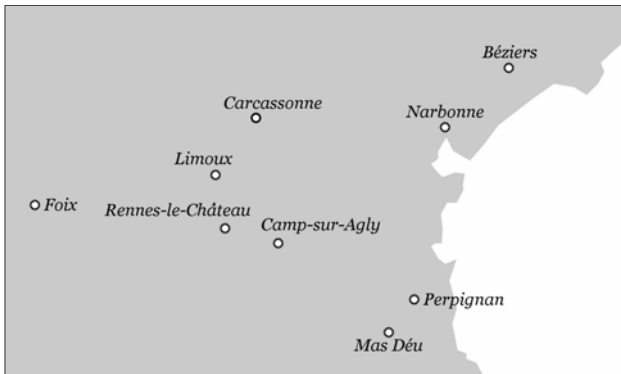 Béziers
Carcassonne
Narbonne
Limoux
Foix
Rennes-le-Château
Camp-sur-Agly
Perpignan
Mas Déu